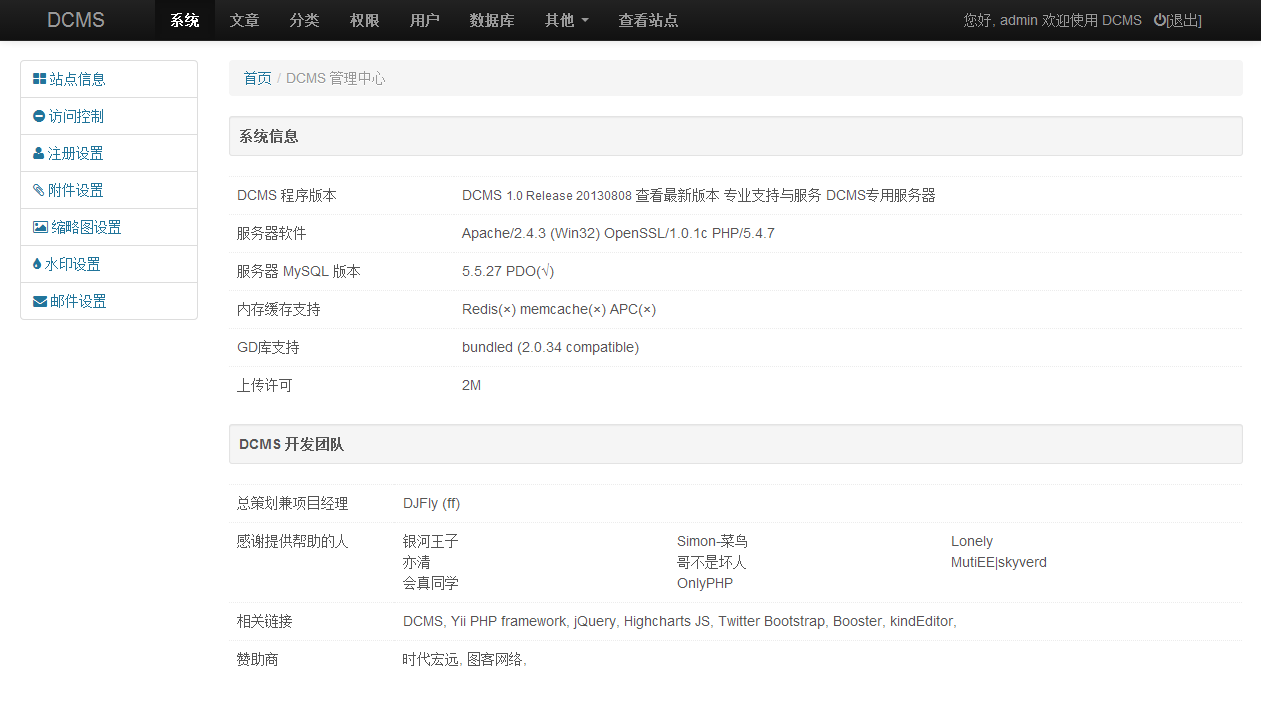 DCMS 系统 文章 分类 权限 用户 数据库 其他 查看站点 您好, admin 欢迎使用 DCMS [退出]
站点信息
访问控制
注册设置
附件设置
缩略图设置
水印设置
邮件设置
首页 / DCMS 管理中心
系统信息
DCMS 程序版本 DCMS 1.0 Release 20130808 查看最新版本 专业支持与服务 DCMS专用服务器
服务器软件 Apache/2.4.3 (Win32) OpenSSL/1.0.1c PHP/5.4.7
服务器 MySQL 版本 5.5.27 PDO(√)
内存缓存支持 Redis(×) memcache(×) APC(×)
GD库支持 bundled (2.0.34 compatible)
上传许可 2M
DCMS 开发团队
总策划兼项目经理 DJFly (ff)
感谢提供帮助的人 银河王子 Simon-菜鸟 Lonely
亦清 哥不是坏人 MutiEE|skyverd
会真同学 OnlyPHP
相关链接 DCMS, Yii PHP framework, jQuery, Highcharts JS, Twitter Bootstrap, Booster, kindEditor,
赞助商 时代宏远, 图客网络,